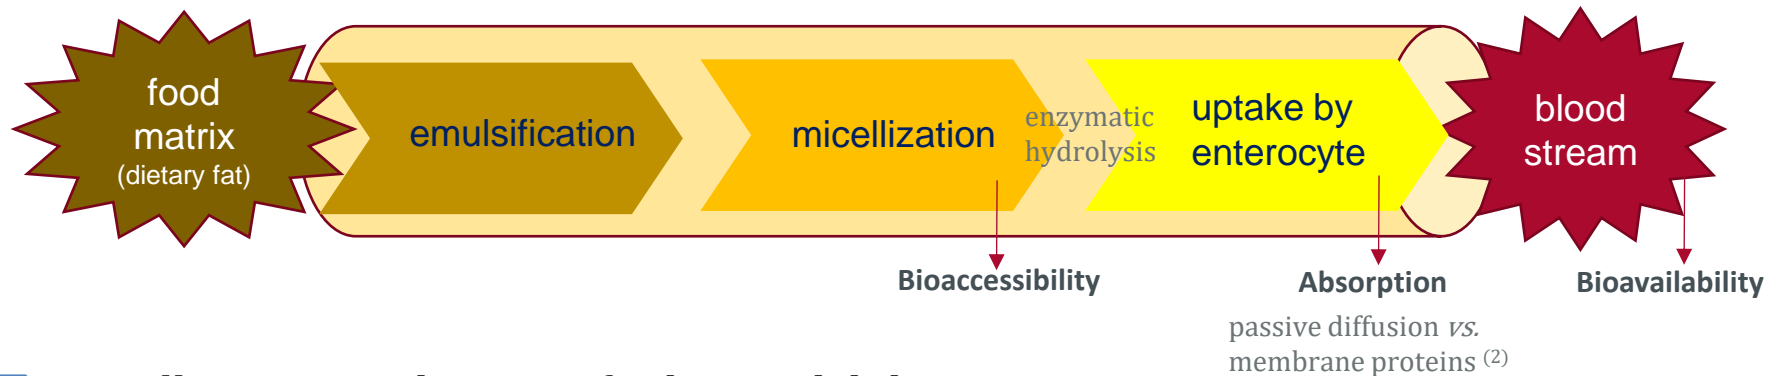 food
matrix
(dietary fat)
emulsification
micellization
enzymatic
hydrolysis
uptake by
enterocyte
blood
stream
Bioaccessibility
Absorption
Bioavailability
passive diffusion vs.
membrane proteins (2)